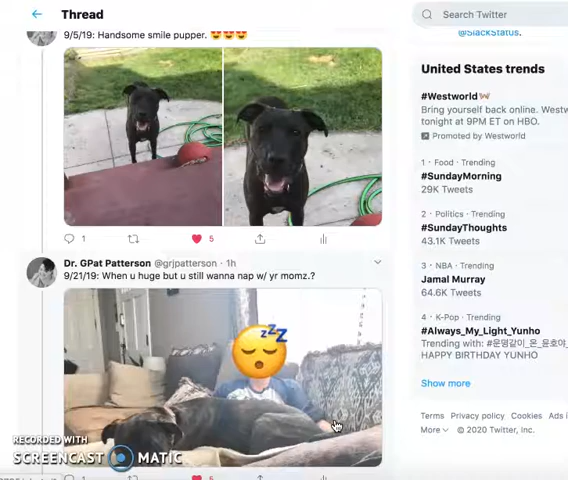 Thread
Search Twitter
9/5/19: Handsome smile pupper.
@SlackStatus.
United States trends
#Westworld
Bring yourself back online. Westw
tonight at 9PM ET on HBO.
Promoted by Westworld
1 · Food · Trending
#SundayMorning
29K Tweets
2 · Politics · Trending
#SundayThoughts
43.1K Tweets
3 · NBA · Trending
Jamal Murray
64.6K Tweets
4 · K-Pop · Trending
#Always_My_Light_Yunho
Trending with: #운명같이_온_윤호야_
HAPPY BIRTHDAY YUNHO
Show more
Terms Privacy policy Cookies Ads i
More © 2020 Twitter, Inc.
1 5
Dr. GPat Patterson @grjpatterson · 1h
9/21/19: When u huge but u still wanna nap w/ yr momz.?
zzZ
RECORDED WITH
SCREENCAST MATIC
1 5